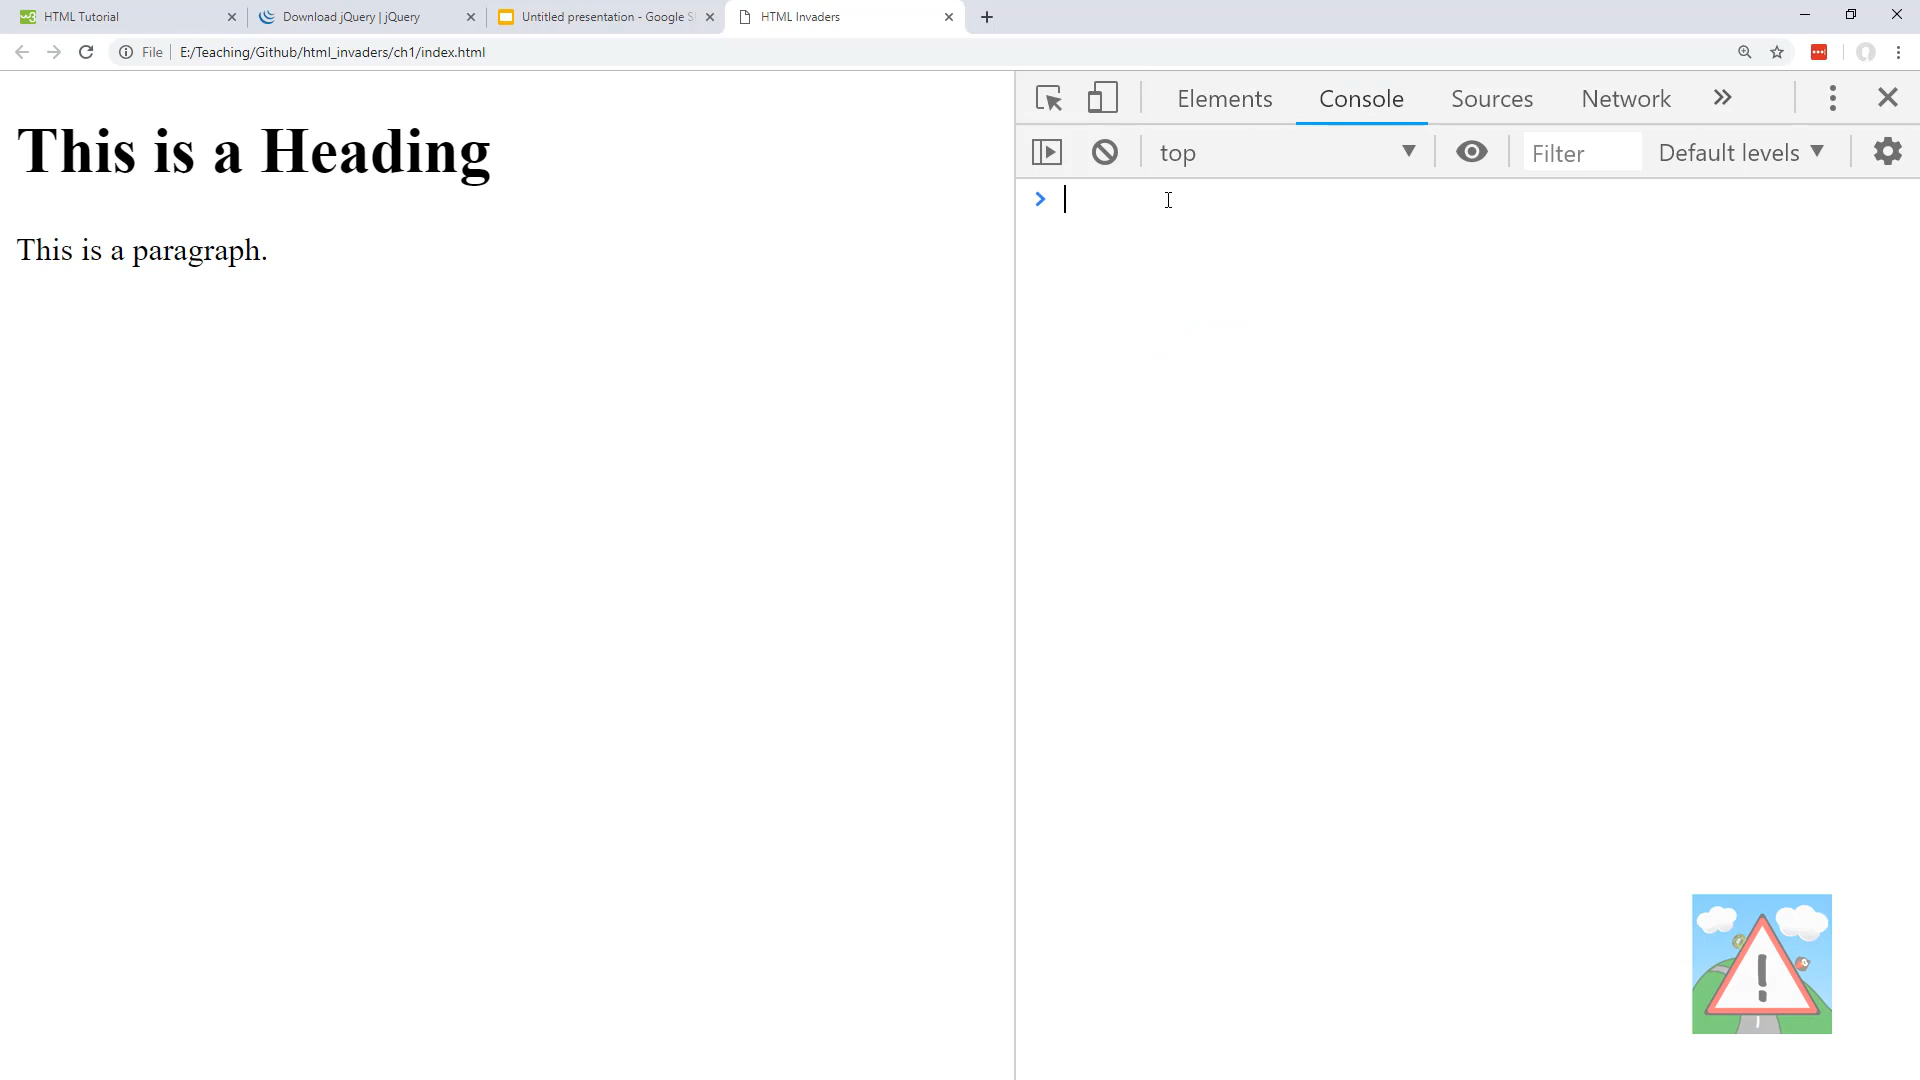 HTML Tutorial
Download jQuery | jQuery
Untitled presentation - Google S
HTML Invaders
File
E:/Teaching/Github/html_invaders/ch1/index.html
This is a Heading
This is a paragraph.
Elements
Console
Sources
Network
top
Filter
Default levels